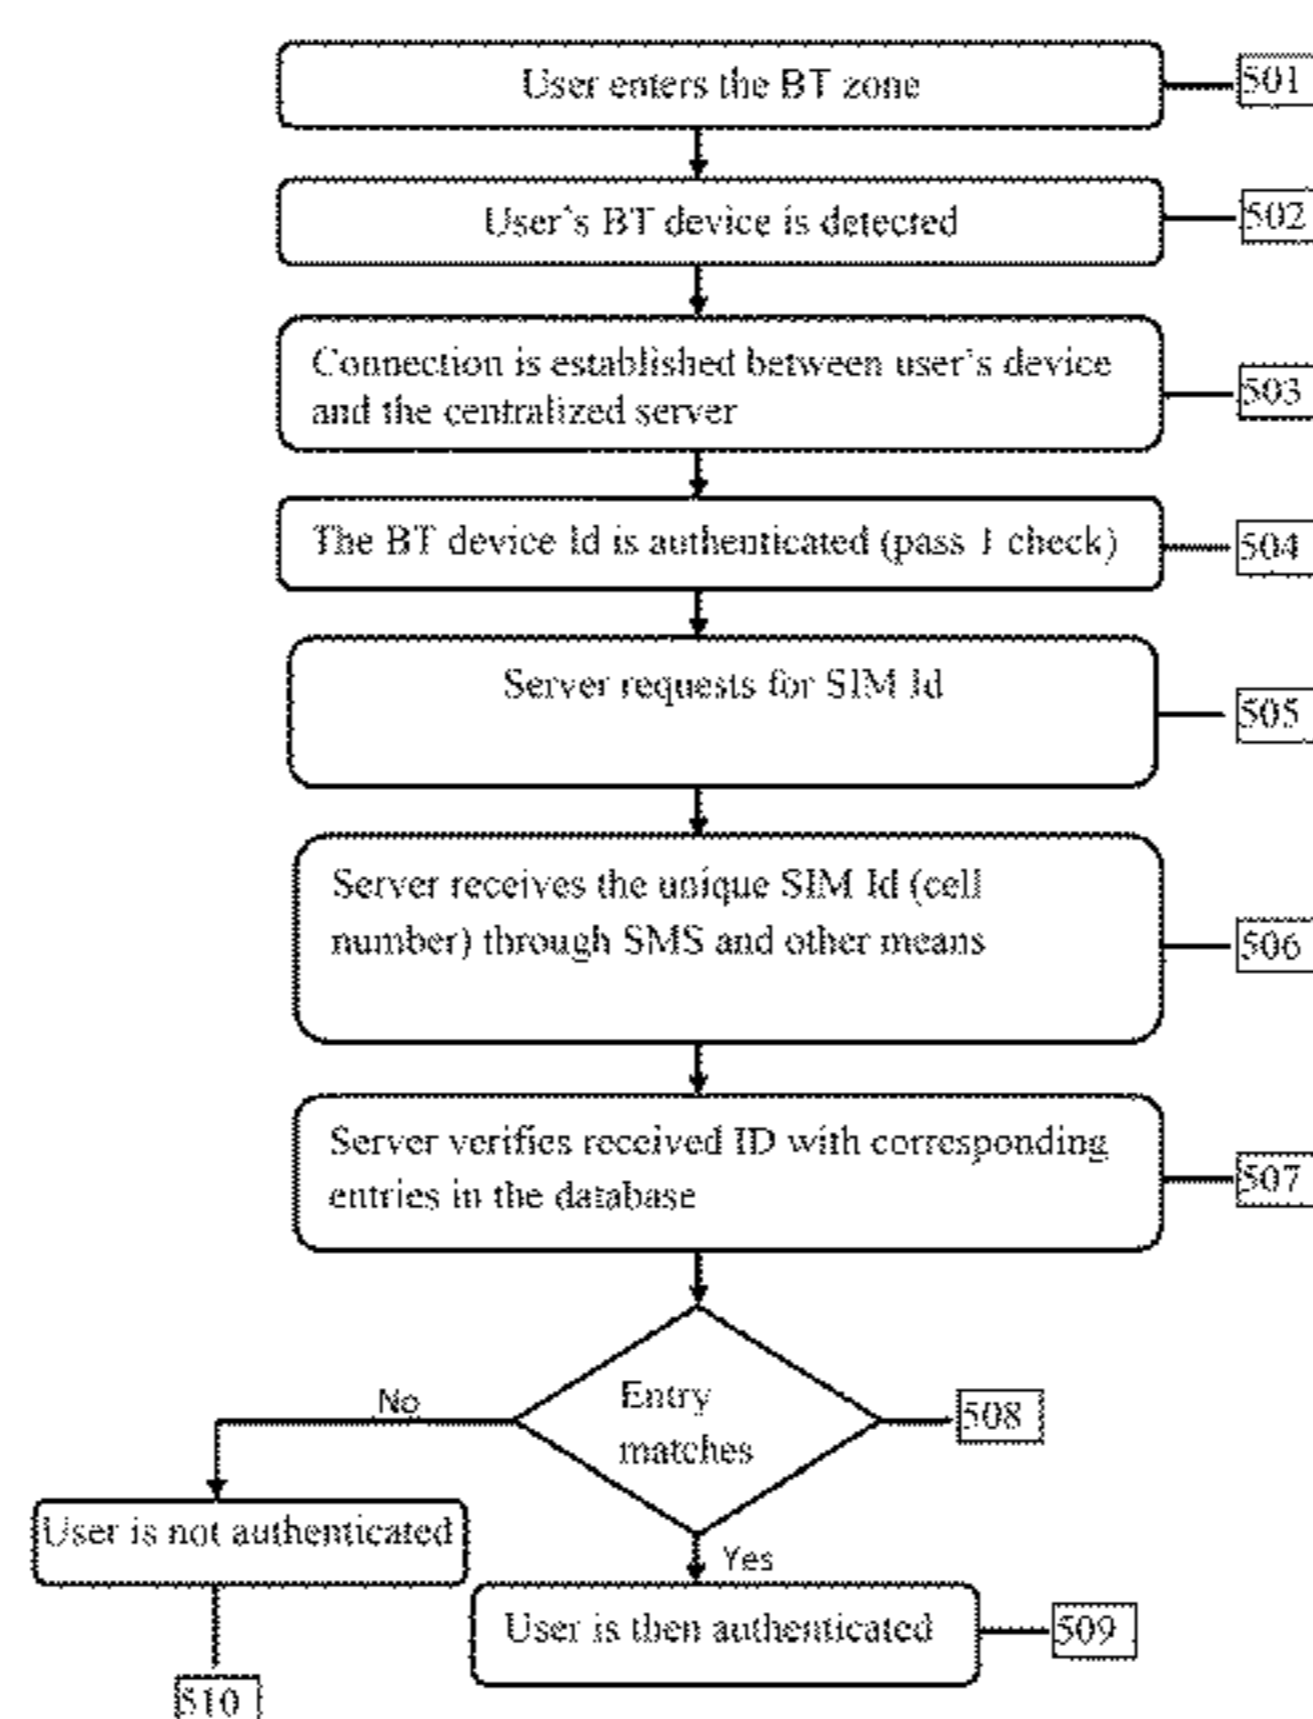 User enters the BT zone
501
User's BT device is detected
502
Connection is established between user's device
and the centralized server
503
The BT device Id is authenticated (pass 1 check)
504
Server requests for SIM Id
505
Server receives the unique SIM Id (cell
number) through SMS and other means
506
Server verifies received ID with corresponding
entries in the database
507
Entry
matches
508
No
Yes
User is not authenticated
User is then authenticated
509
510